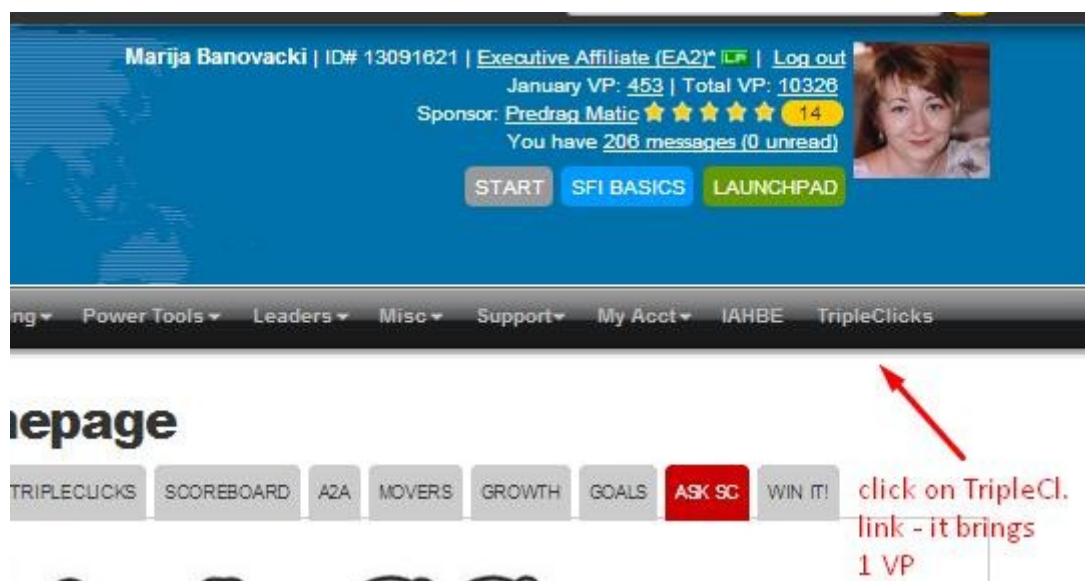 Marija Banovacki | ID# 13091621 | Executive Affiliate (EA2)* | Log out
January VP: 453 | Total VP: 10326
Sponsor: Predrag Matic 14
You have 206 messages (0 unread)
START SFI BASICS LAUNCHPAD
ng Power Tools Leaders Misc Support My Acct IAHBE TripleClicks
epage
TRIPLECLICKS SCOREBOARD A2A MOVERS GROWTH GOALS ASK SC WIN IT!
click on TripleCl.
link - it brings
1 VP